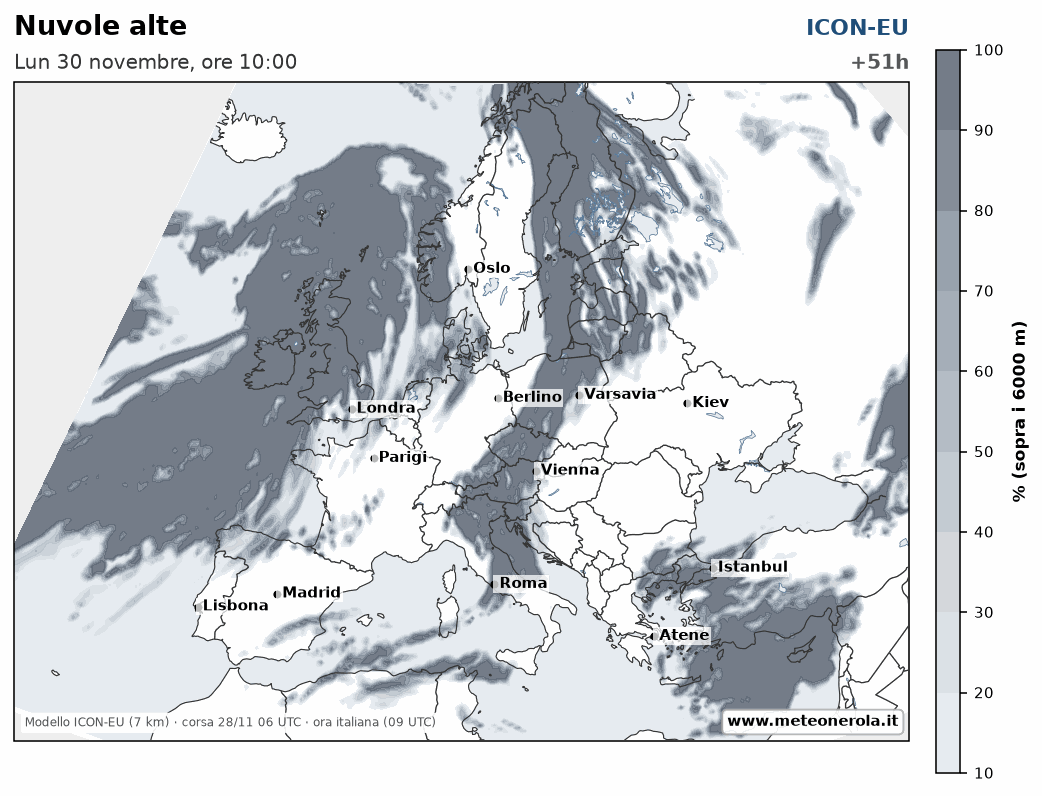 Nuvole alte
ICON-EU
Lun 30 novembre, ore 10:00
+51h
100
90
80
70
60
50
40
30
20
10
% (sopra i 6000 m)
Oslo
Londra
Berlino
Varsavia
Kiev
Parigi
Vienna
Istanbul
Roma
Madrid
Lisbona
Atene
Modello ICON-EU (7 km) · corsa 28/11 06 UTC · ora italiana (09 UTC)
www.meteonerola.it